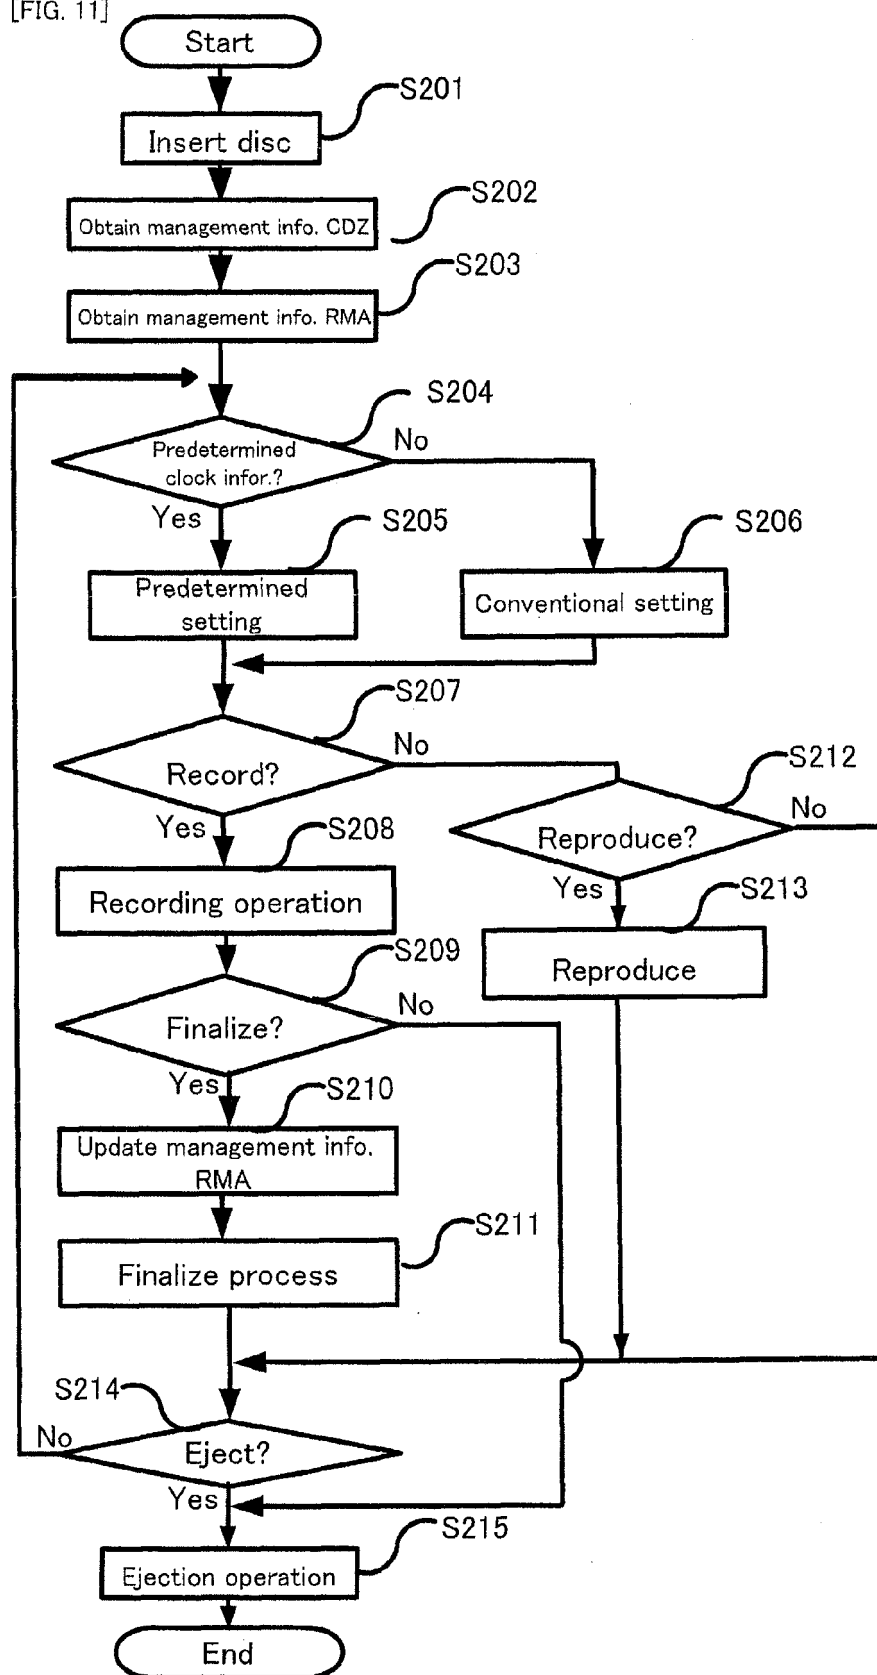 [FIG. 11]
Start
S201
Insert disc
S202
Obtain management info. CDZ
S203
Obtain management info. RMA
S204
Predetermined
clock infor.?
No
Yes
S205
S206
Predetermined
setting
Conventional setting
S207
Record?
No
S212
Yes
S208
Reproduce?
No
Recording operation
Yes
S213
S209
Reproduce
Finalize?
No
Yes
S210
Update management info.
RMA
S211
Finalize process
S214
No
Eject?
Yes
S215
Ejection operation
End